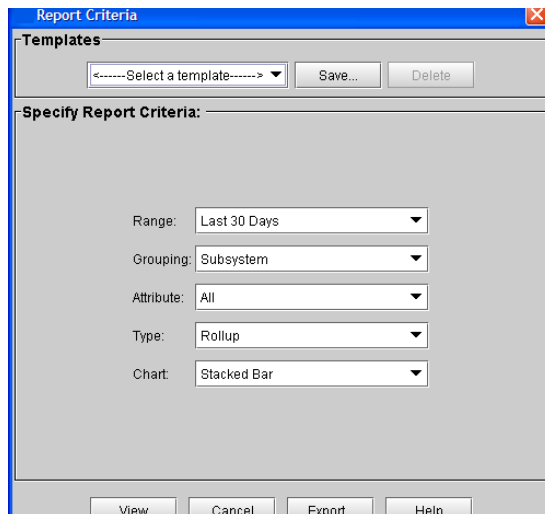 Report Criteria
Templates
<------Select a template------> Save... Delete
Specify Report Criteria:
Range: Last 30 Days
Grouping: Subsystem
Attribute: All
Type: Rollup
Chart: Stacked Bar
View Cancel Export Help